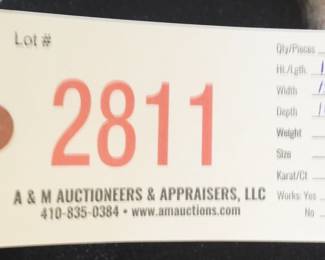 Lot #
2811
A & M AUCTIONEERS & APPRAISERS, LLC
410-835-0384 • www.amauctions.com
Qty/Pieces
Ht./Lgth.
Width
Depth
Weight
Size
Karat/Ct
Works: Yes
No